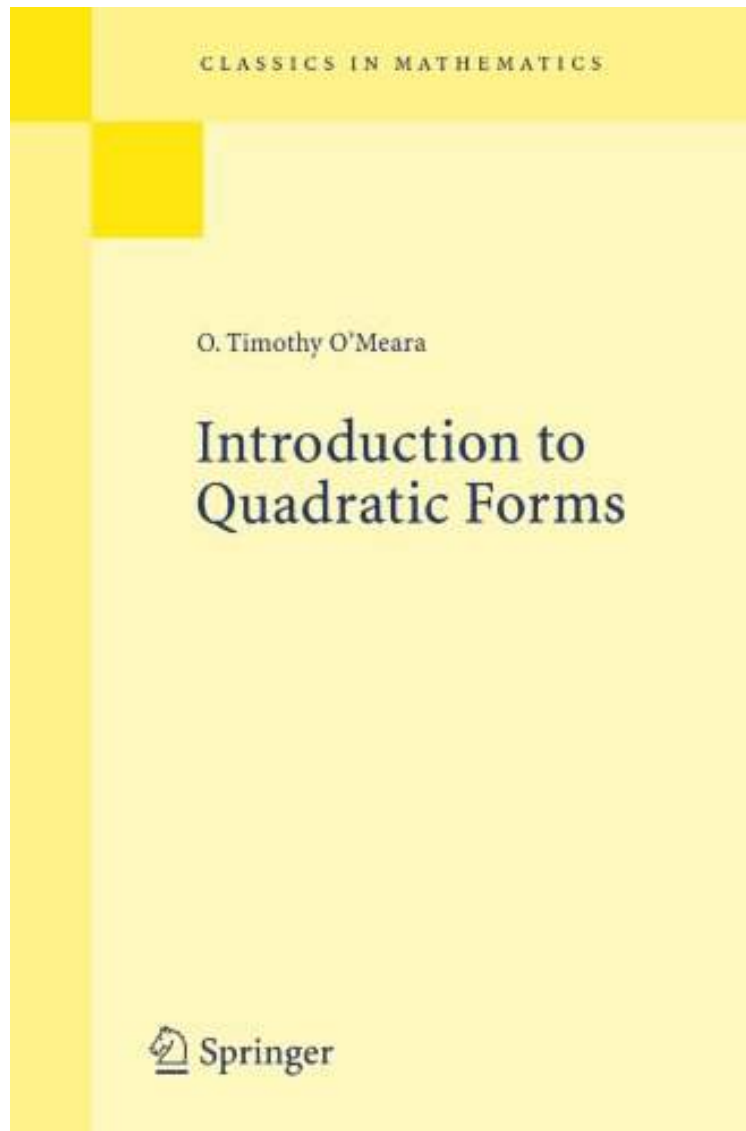 CLASSICS IN MATHEMATICS
O. Timothy O'Meara
Introduction to
Quadratic Forms
Springer